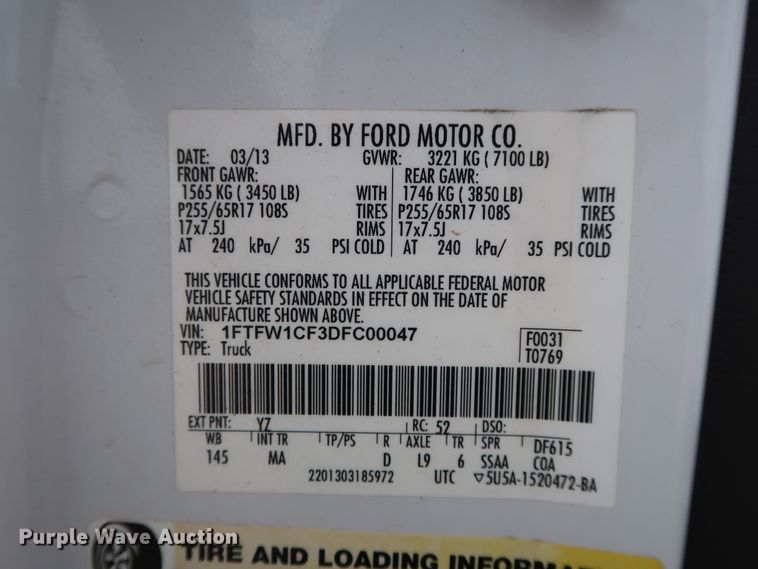 MFD. BY FORD MOTOR CO.
DATE: 03/13 GVWR: 3221 KG ( 7100 LB)
FRONT GAWR: REAR GAWR:
1565 KG ( 3450 LB) WITH 1746 KG ( 3850 LB) WITH
P255/65R17 108S TIRES P255/65R17 108S TIRES
17x7.5J RIMS 17x7.5J RIMS
AT 240 kPa/ 35 PSI COLD AT 240 kPa/ 35 PSI COLD
THIS VEHICLE CONFORMS TO ALL APPLICABLE FEDERAL MOTOR
VEHICLE SAFETY STANDARDS IN EFFECT ON THE DATE OF
MANUFACTURE SHOWN ABOVE.
VIN: 1FTFW1CF3DFC00047 F0031
TYPE: Truck T0769
EXT PNT: YZ RC: 52 DSO:
WB INT TR TP/PS R AXLE TR SPR DF615
145 MA D L9 6 SSAA COA
2201303185972 UTC ▽5U5A-1520472-BA
Purple Wave Auction
TIRE AND LOADING INFORMA